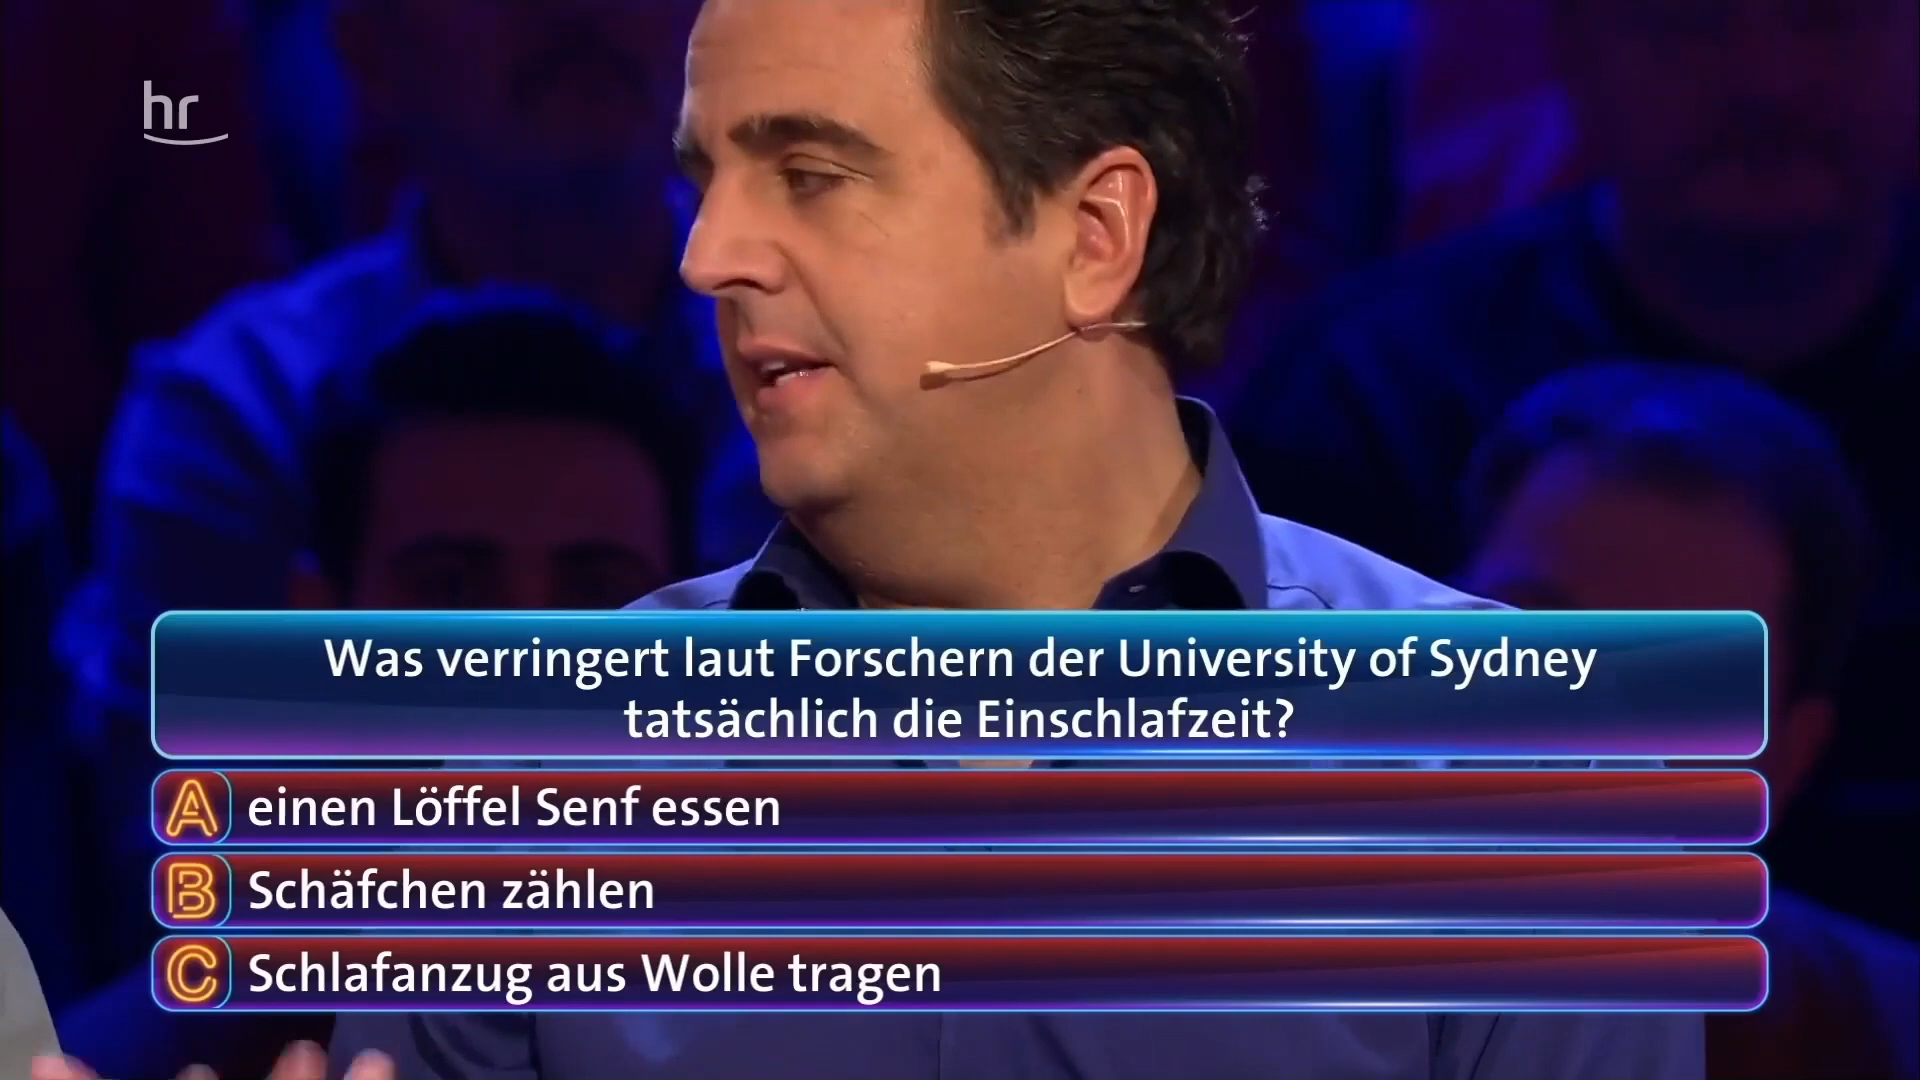 hr
Was verringert laut Forschern der University of Sydney
tatsächlich die Einschlafzeit?
A einen Löffel Senf essen
B Schäfchen zählen
C Schlafanzug aus Wolle tragen